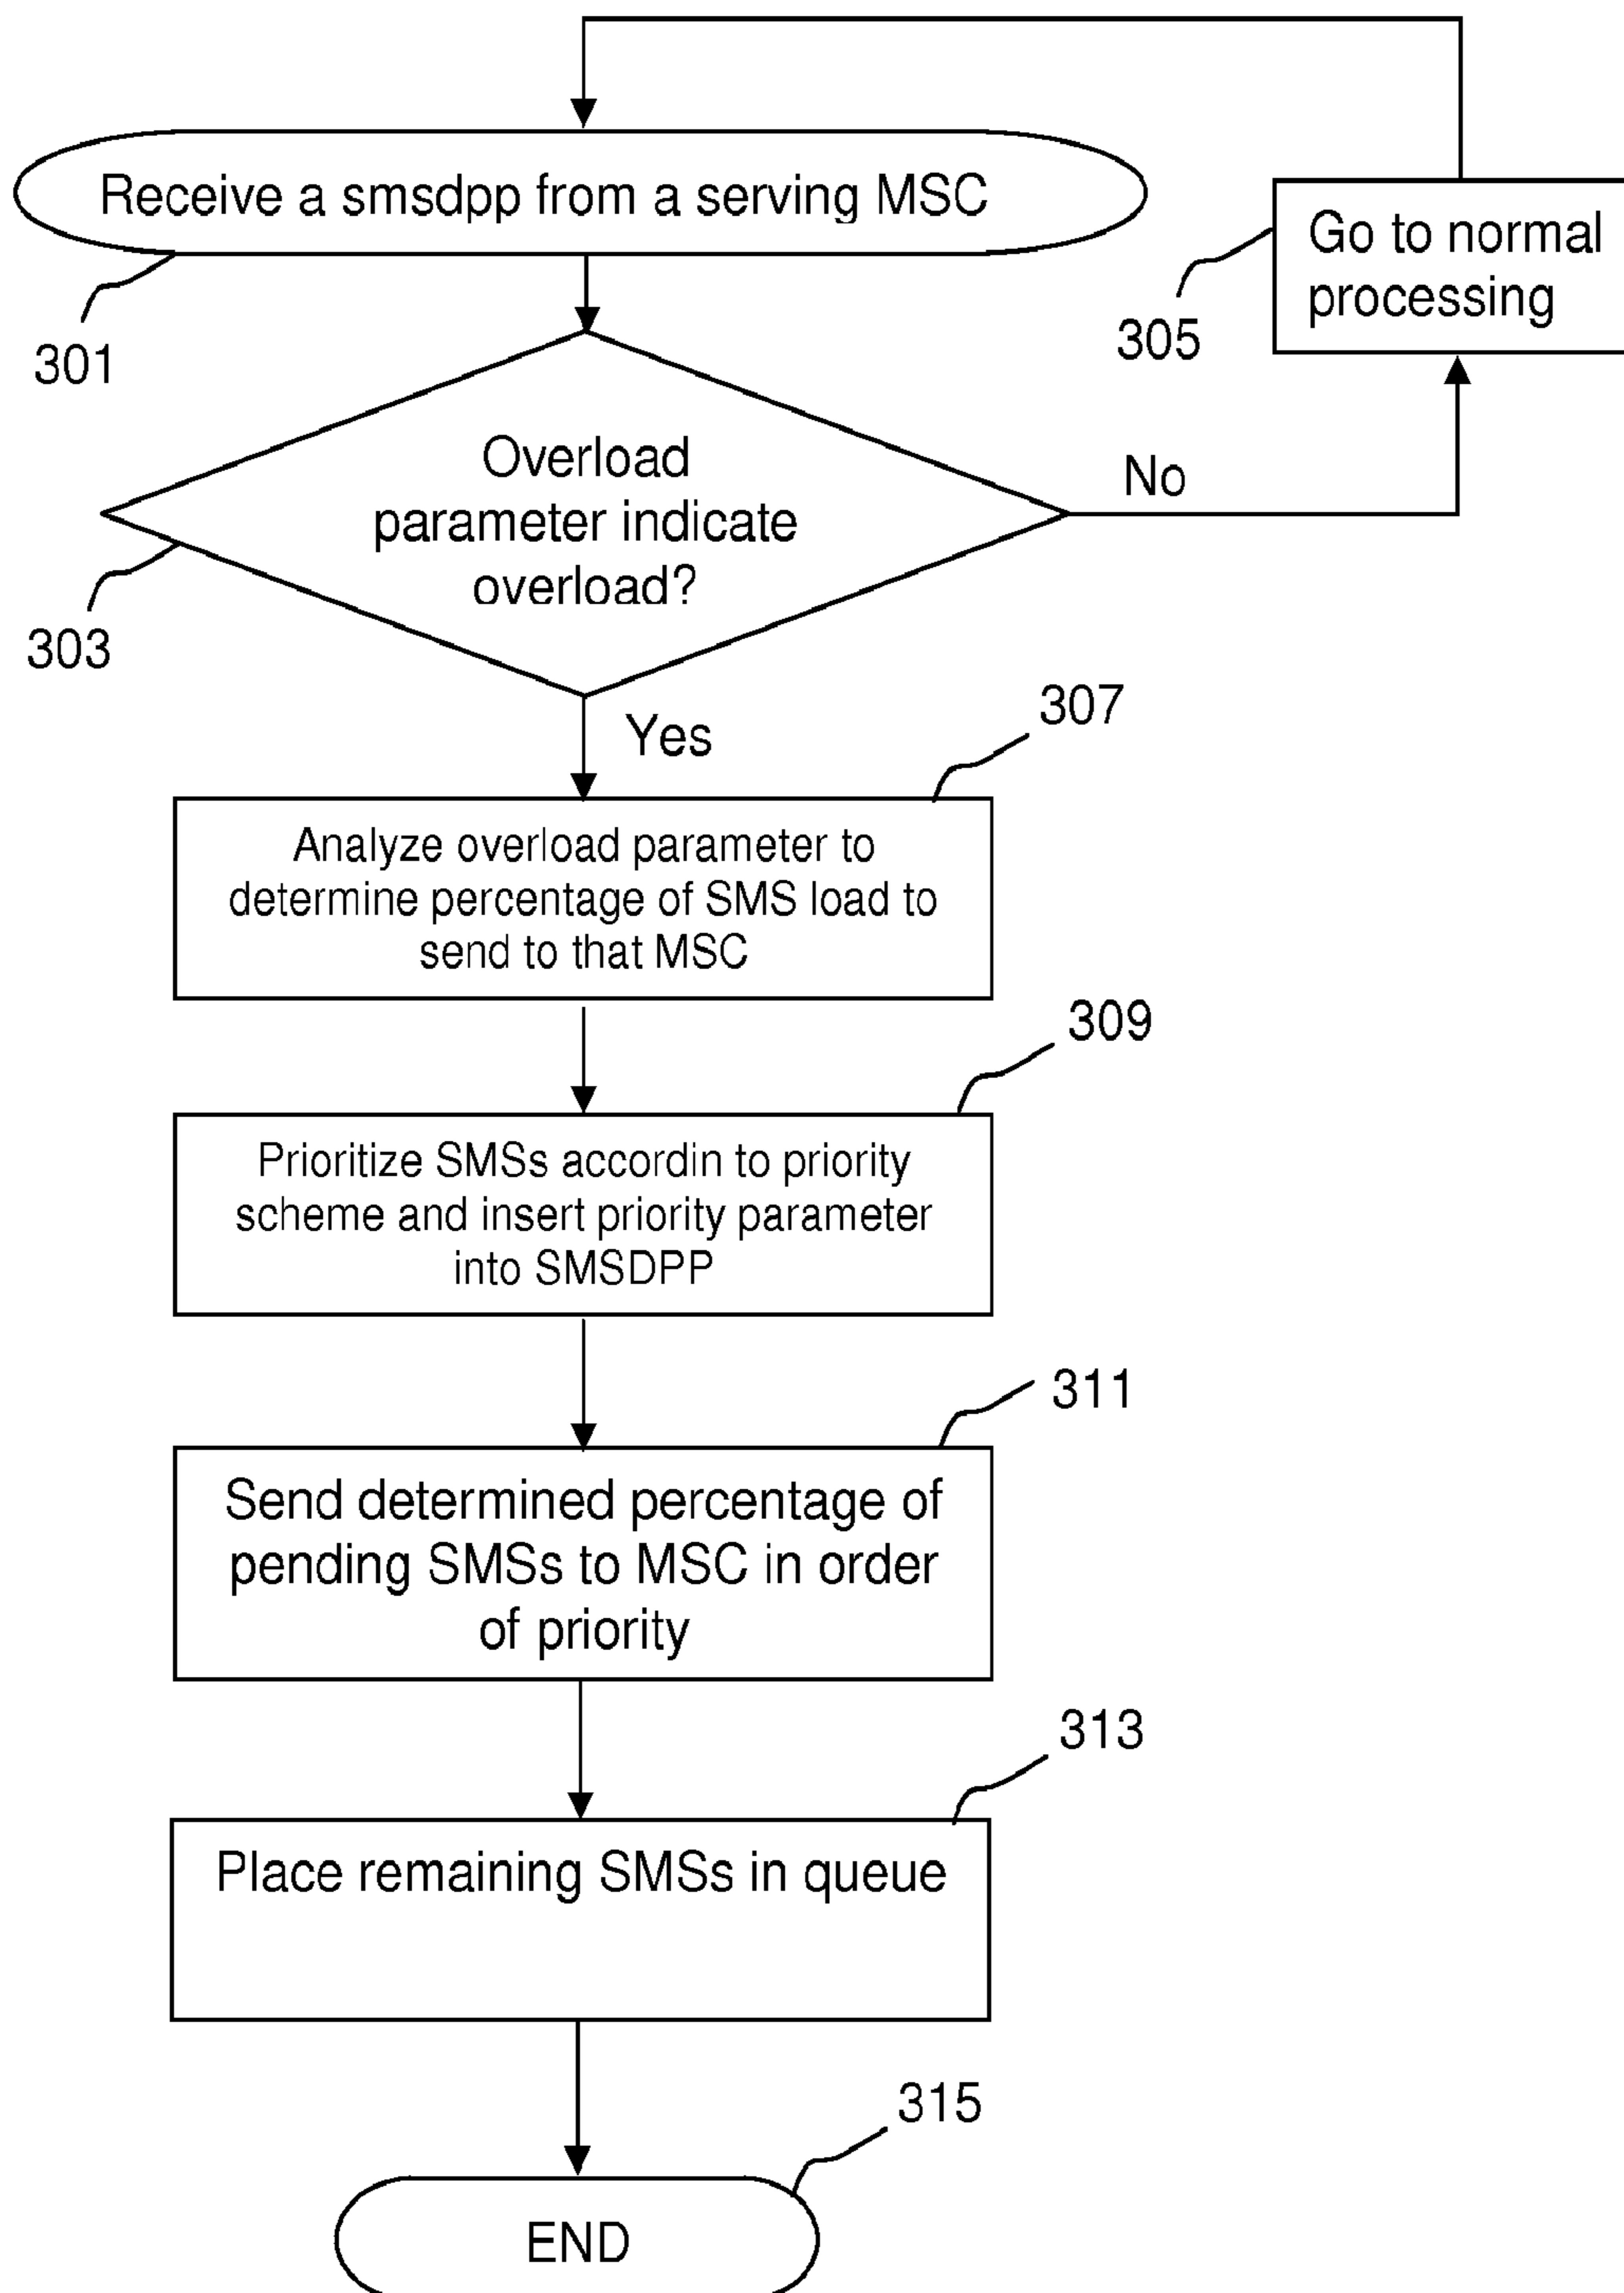 Receive a smsdpp from a serving MSC
301
Go to normal
processing
305
Overload
parameter indicate
overload?
No
303
Yes
307
Analyze overload parameter to
determine percentage of SMS load to
send to that MSC
309
Prioritize SMSs accordin to priority
scheme and insert priority parameter
into SMSDPP
311
Send determined percentage of
pending SMSs to MSC in order
of priority
313
Place remaining SMSs in queue
315
END